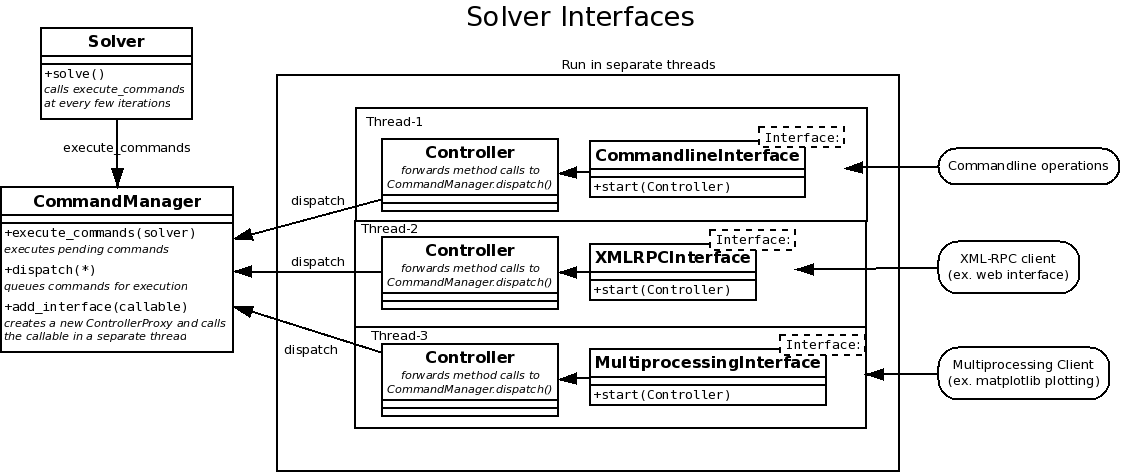 Solver Interfaces
Solver
+solve()
calls execute_commands
at every few iterations
execute_commands
CommandManager
+execute_commands(solver)
executes pending commands
+dispatch(*)
queues commands for execution
+add_interface(callable)
creates a new ControllerProxy and calls
the callable in a separate thread
Run in separate threads
Thread-1
Controller
forwards method calls to
CommandManager.dispatch()
dispatch
Interface:
CommandlineInterface
+start(Controller)
Commandline operations
Thread-2
Controller
forwards method calls to
CommandManager.dispatch()
dispatch
Interface:
XMLRPCInterface
+start(Controller)
XML-RPC client
(ex. web interface)
Thread-3
Controller
forwards method calls to
CommandManager.dispatch()
dispatch
Interface:
MultiprocessingInterface
+start(Controller)
Multiprocessing Client
(ex. matplotlib plotting)